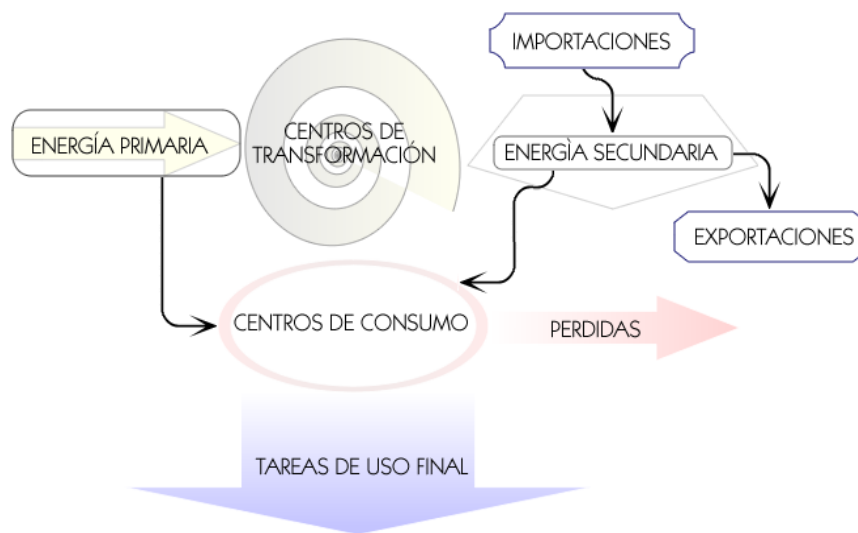 IMPORTACIONES
ENERGÍA PRIMARIA
CENTROS DE
TRANSFORMACIÓN
ENERGÌA SECUNDARIA
EXPORTACIONES
CENTROS DE CONSUMO
PERDIDAS
TAREAS DE USO FINAL